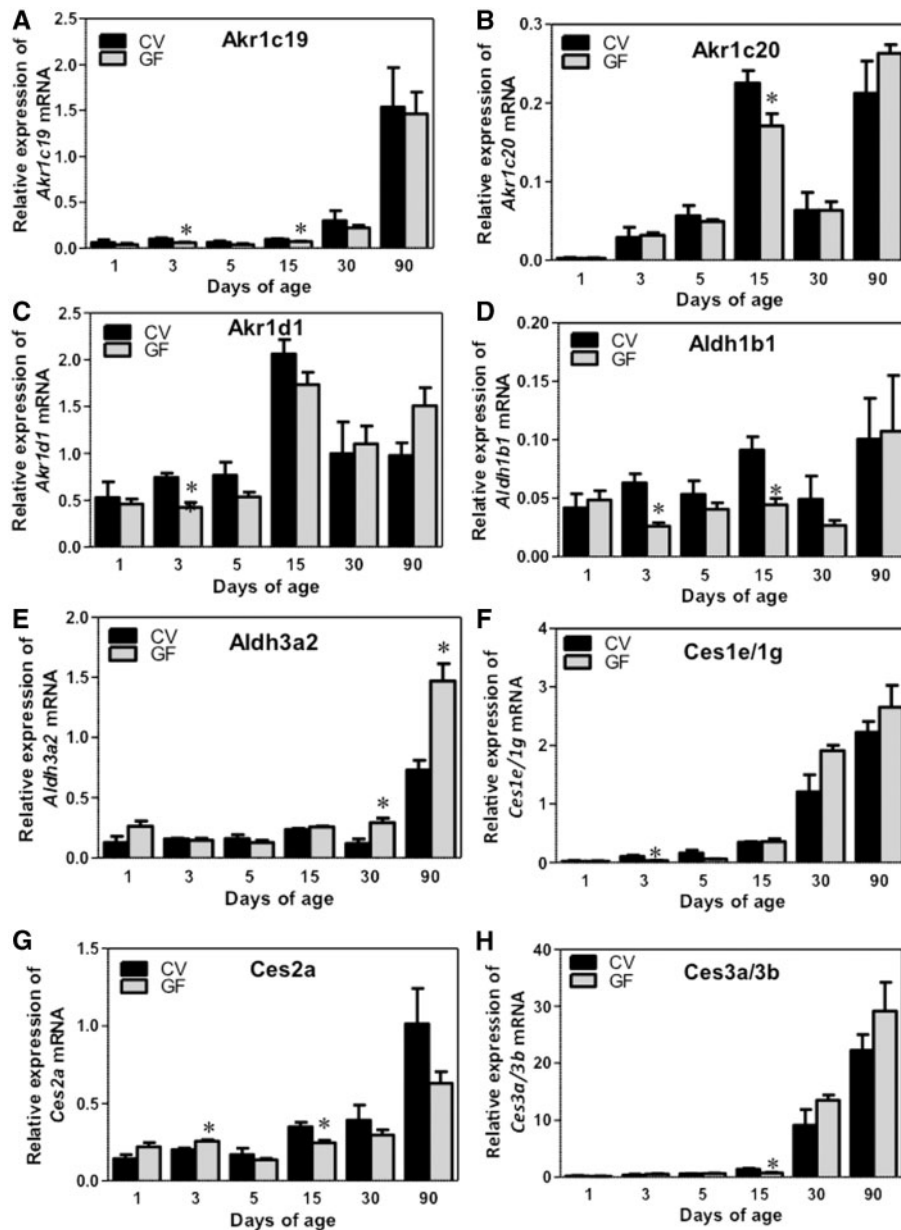 A
Akr1c19
CV
GF
Relative expression of
Akr1c19 mRNA
2.5
2.0
1.5
1.0
0.5
0.0
*
*
1 3 5 15 30 90
Days of age
B
Akr1c20
CV
GF
Relative expression of
Akr1c20 mRNA
0.3
0.2
0.1
0.0
*
1 3 5 15 30 90
Days of age
C
Akr1d1
CV
GF
Relative expression of
Akr1d1 mRNA
2.5
2.0
1.5
1.0
0.5
0.0
*
*
1 3 5 15 30 90
Days of age
D
Aldh1b1
CV
GF
Relative expression of
Aldh1b1 mRNA
0.20
0.15
0.10
0.05
0.00
*
*
1 3 5 15 30 90
Days of age
E
Aldh3a2
CV
GF
Relative expression of
Aldh3a2 mRNA
2.0
1.5
1.0
0.5
0.0
*
*
1 3 5 15 30 90
Days of age
F
Ces1e/1g
CV
GF
Relative expression of
Ces1e/1g mRNA
4
3
2
1
0
*
1 3 5 15 30 90
Days of age
G
Ces2a
CV
GF
Relative expression of
Ces2a mRNA
1.5
1.0
0.5
0.0
*
*
1 3 5 15 30 90
Days of age
H
Ces3a/3b
CV
GF
Relative expression of
Ces3a/3b mRNA
40
30
20
10
0
*
1 3 5 15 30 90
Days of age